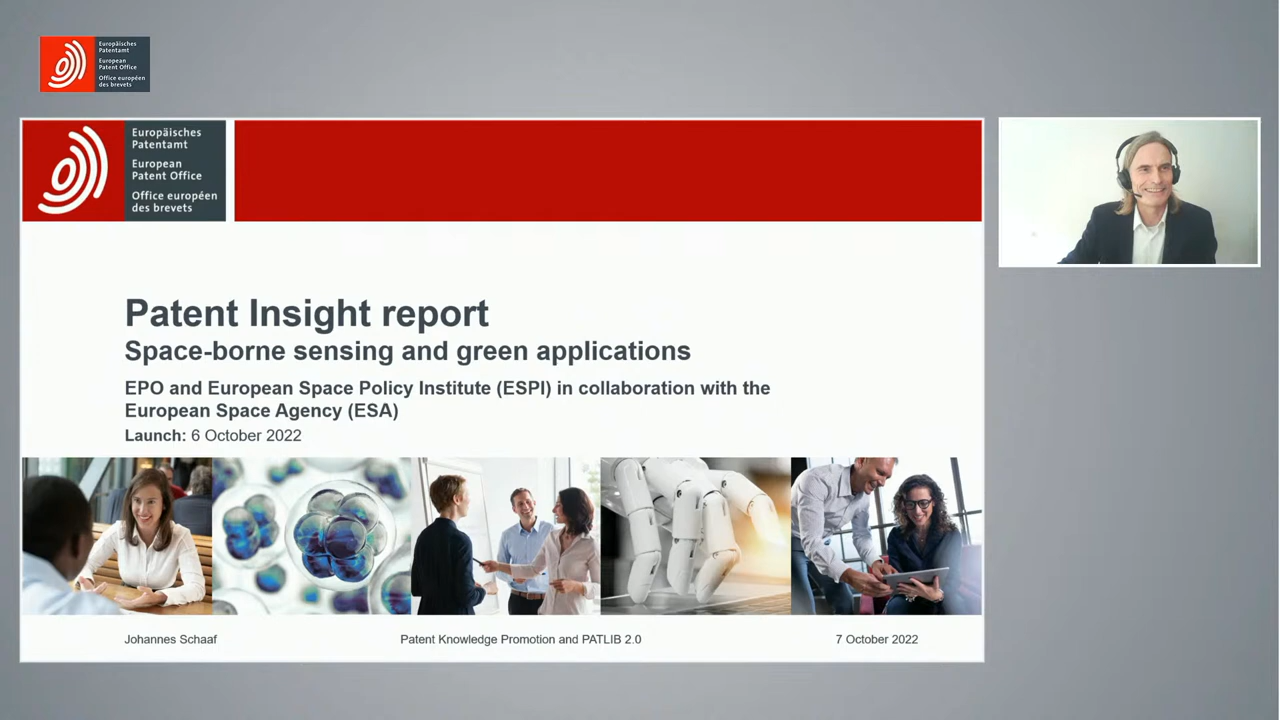 Europäisches
Patentamt
European
Patent Office
Office européen
des brevets
Europäisches
Patentamt
European
Patent Office
Office européen
des brevets
Patent Insight report
Space-borne sensing and green applications
EPO and European Space Policy Institute (ESPI) in collaboration with the
European Space Agency (ESA)
Launch: 6 October 2022
Johannes Schaaf
Patent Knowledge Promotion and PATLIB 2.0
7 October 2022